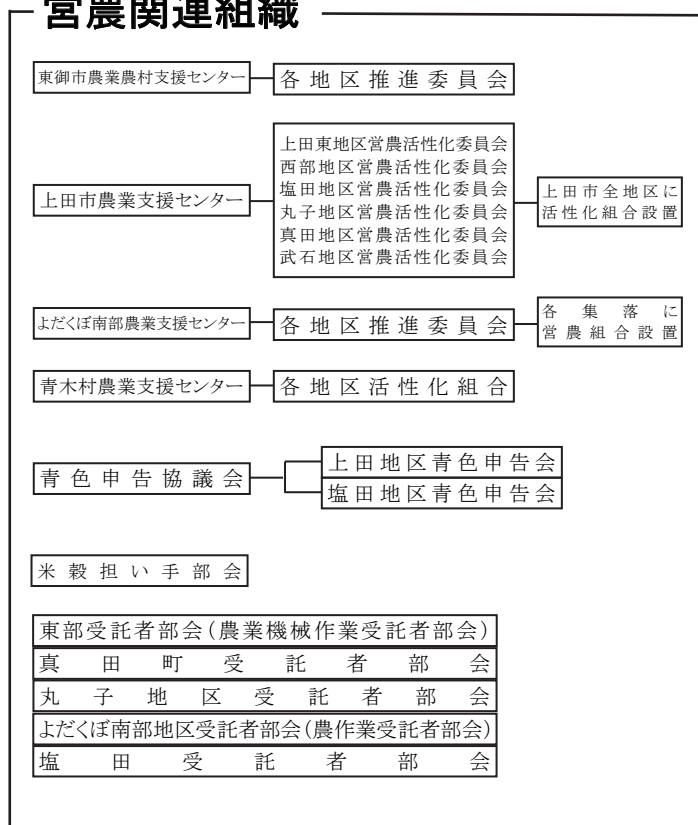 営農関連組織
東御市農業農村支援センター
各地区推進委員会
上田市農業支援センター
上田東地区営農活性化委員会
西部地区営農活性化委員会
塩田地区営農活性化委員会
丸子地区営農活性化委員会
真田地区営農活性化委員会
武石地区営農活性化委員会
上田市全地区に
活性化組合設置
よだくぼ南部農業支援センター
各地区推進委員会
各集落に
営農組合設置
青木村農業支援センター
各地区活性化組合
青色申告協議会
上田地区青色申告会
塩田地区青色申告会
米穀担い手部会
東部受託者部会(農業機械作業受託者部会)
真田町受託者部会
丸子地区受託者部会
よだくぼ南部地区受託者部会(農作業受託者部会)
塩田受託者部会